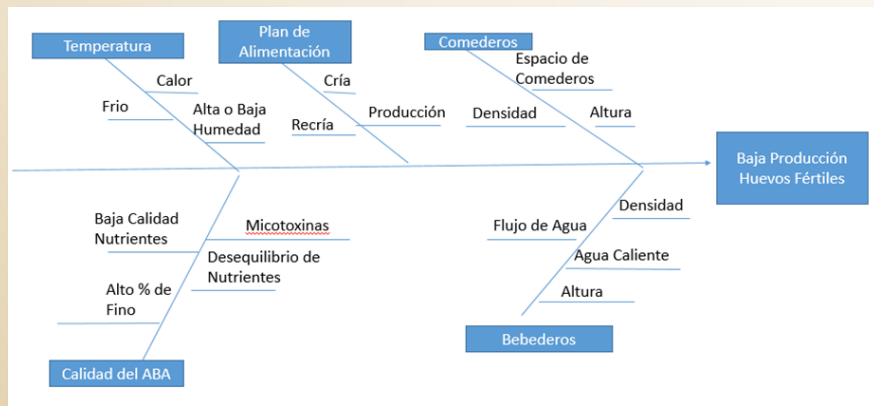 Temperatura
Plan de
Alimentación
Comederos
Calor
Frio
Alta o Baja
Humedad
Cría
Recría
Producción
Espacio de
Comederos
Densidad
Altura
Baja Producción
Huevos Fértiles
Baja Calidad
Nutrientes
Micotoxinas
Desequilibrio de
Nutrientes
Alto % de
Fino
Calidad del ABA
Densidad
Flujo de Agua
Agua Caliente
Altura
Bebederos